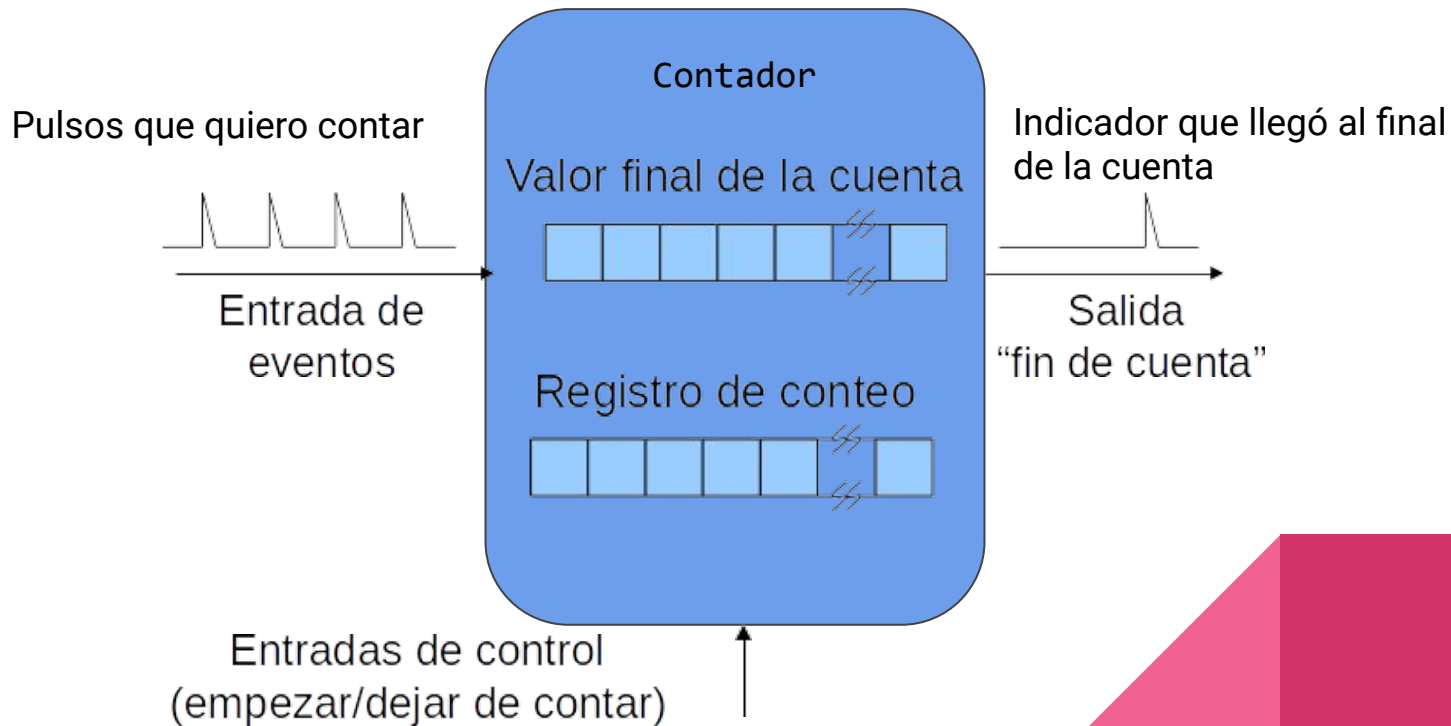 Contador
Pulsos que quiero contar
Indicador que llegó al final
de la cuenta
Valor final de la cuenta
Entrada de
eventos
Salida
“fin de cuenta”
Registro de conteo
Entradas de control
(empezar/dejar de contar)